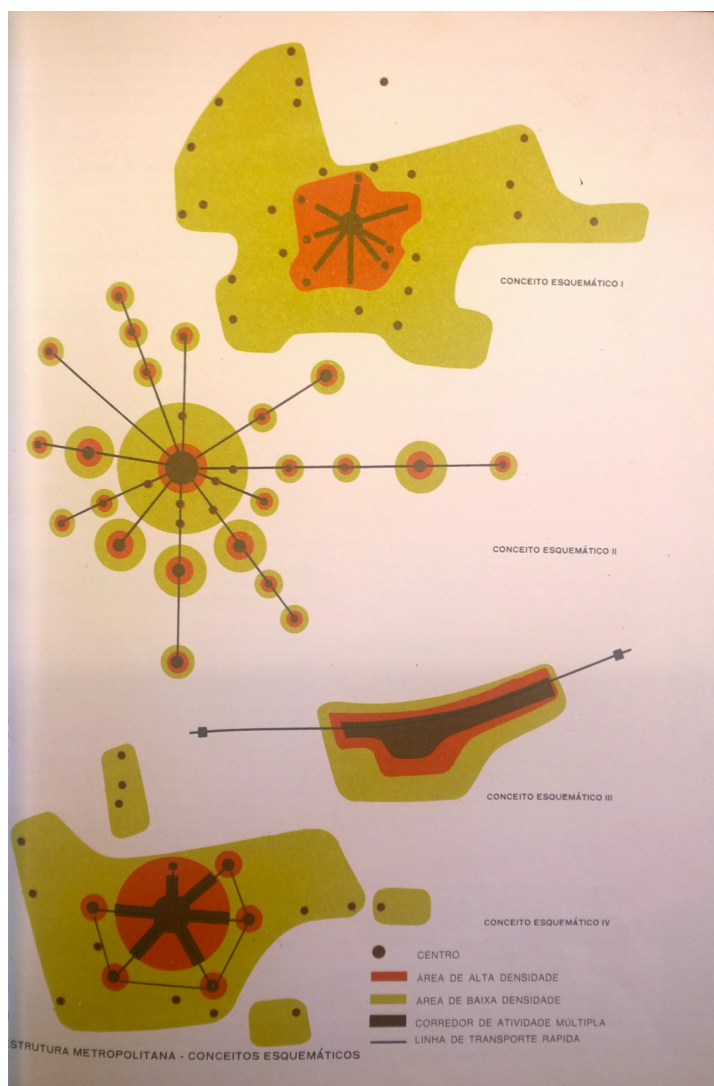 CONCEITO ESQUEMÁTICO I
CONCEITO ESQUEMÁTICO II
CONCEITO ESQUEMÁTICO III
CONCEITO ESQUEMÁTICO IV
CENTRO
AREA DE ALTA DENSIDADE
AREA DE BAIXA DENSIDADE
CORREDOR DE ATIVIDADE MÚLTIPLA
LINHA DE TRANSPORTE RAPIDA
STRUTURA METROPOLITANA - CONCEITOS ESQUEMÁTICOS